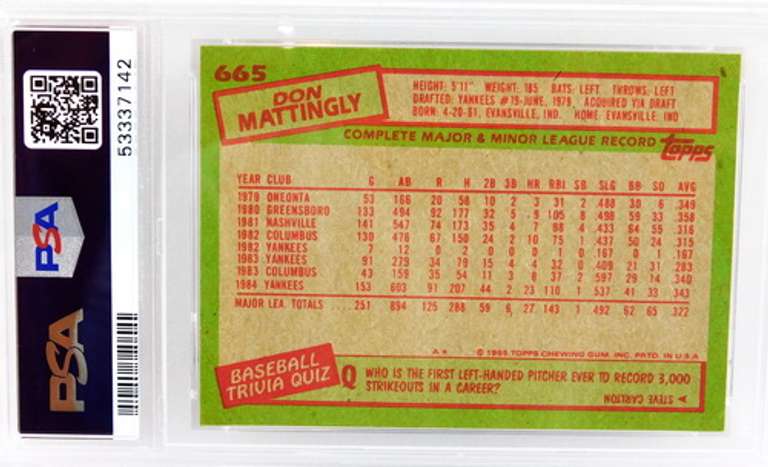 53337142
PSA
PSA
665
DON
MATTINGLY
HEIGHT: 5'11" WEIGHT: 185 BATS: LEFT THROWS: LEFT
DRAFTED: YANKEES #19-JUNE, 1979 ACQUIRED VIA DRAFT
BORN: 4-20-61, EVANSVILLE, IND. HOME: EVANSVILLE, IND
COMPLETE MAJOR & MINOR LEAGUE RECORD
TOPPS
YEAR CLUB G AB R H 2B 3B HR RBI SB SLG BB SO AVG
1979 ONEONTA 53 166 20 58 10 2 3 31 2 .488 30 6 .349
1980 GREENSBORO 133 494 92 177 32 5 9 105 8 .498 59 33 .358
1981 NASHVILLE 141 547 74 173 35 4 7 98 4 .433 64 55 .316
1982 COLUMBUS 130 476 67 150 24 2 10 75 1 .437 50 24 .315
1982 YANKEES 7 12 0 2 0 0 0 1 0 .167 0 1 .167
1983 YANKEES 91 279 34 79 15 4 4 32 0 .409 21 31 .283
1983 COLUMBUS 43 159 35 54 11 3 8 37 2 .597 29 14 .340
1984 YANKEES 153 603 91 207 44 2 23 110 1 .537 41 33 .343
MAJOR LEA. TOTALS 251 894 125 288 59 6 27 143 1 .492 62 65 .322
A* © 1985 TOPPS CHEWING GUM, INC. PRTD. IN U.S.A
BASEBALL
TRIVIA QUIZ
Q WHO IS THE FIRST LEFT-HANDED PITCHER EVER TO RECORD 3,000
STRIKEOUTS IN A CAREER?
A STEVE CARLTON